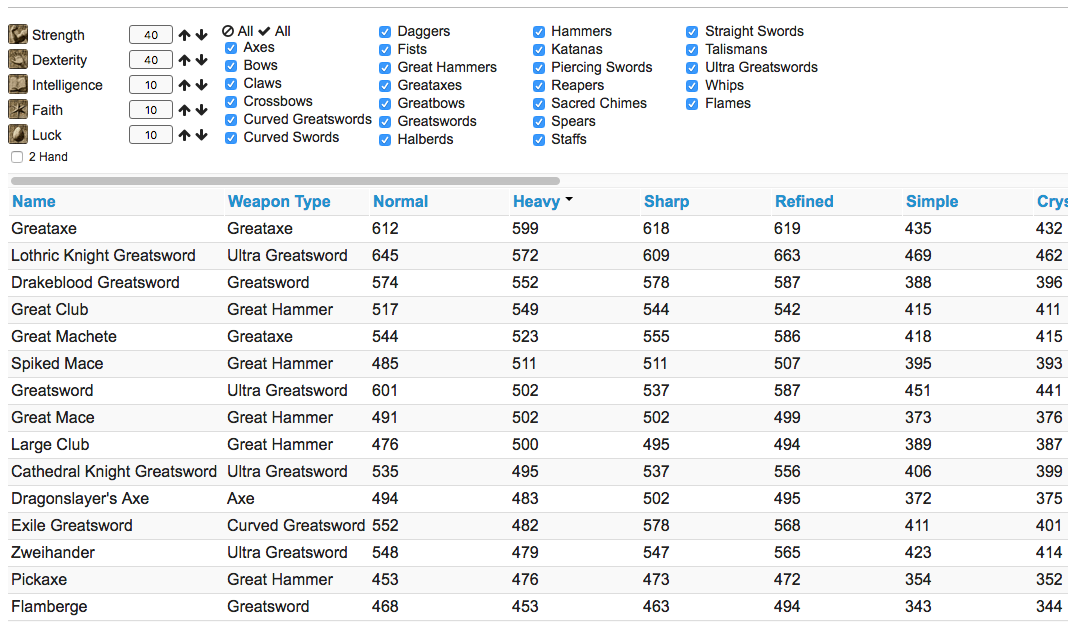 Strength 40
Dexterity 40
Intelligence 10
Faith 10
Luck 10
2 Hand
All All
Axes
Bows
Claws
Crossbows
Curved Greatswords
Curved Swords
Daggers
Fists
Great Hammers
Greataxes
Greatbows
Greatswords
Halberds
Hammers
Katanas
Piercing Swords
Reapers
Sacred Chimes
Spears
Staffs
Straight Swords
Talismans
Ultra Greatswords
Whips
Flames
Name Weapon Type Normal Heavy Sharp Refined Simple Crys
Greataxe Greataxe 612 599 618 619 435 432
Lothric Knight Greatsword Ultra Greatsword 645 572 609 663 469 462
Drakeblood Greatsword Greatsword 574 552 578 587 388 396
Great Club Great Hammer 517 549 544 542 415 411
Great Machete Greataxe 544 523 555 586 418 415
Spiked Mace Great Hammer 485 511 511 507 395 393
Greatsword Ultra Greatsword 601 502 537 587 451 441
Great Mace Great Hammer 491 502 502 499 373 376
Large Club Great Hammer 476 500 495 494 389 387
Cathedral Knight Greatsword Ultra Greatsword 535 495 537 556 406 399
Dragonslayer's Axe Axe 494 483 502 495 372 375
Exile Greatsword Curved Greatsword 552 482 578 568 411 401
Zweihander Ultra Greatsword 548 479 547 565 423 414
Pickaxe Great Hammer 453 476 473 472 354 352
Flamberge Greatsword 468 453 463 494 343 344